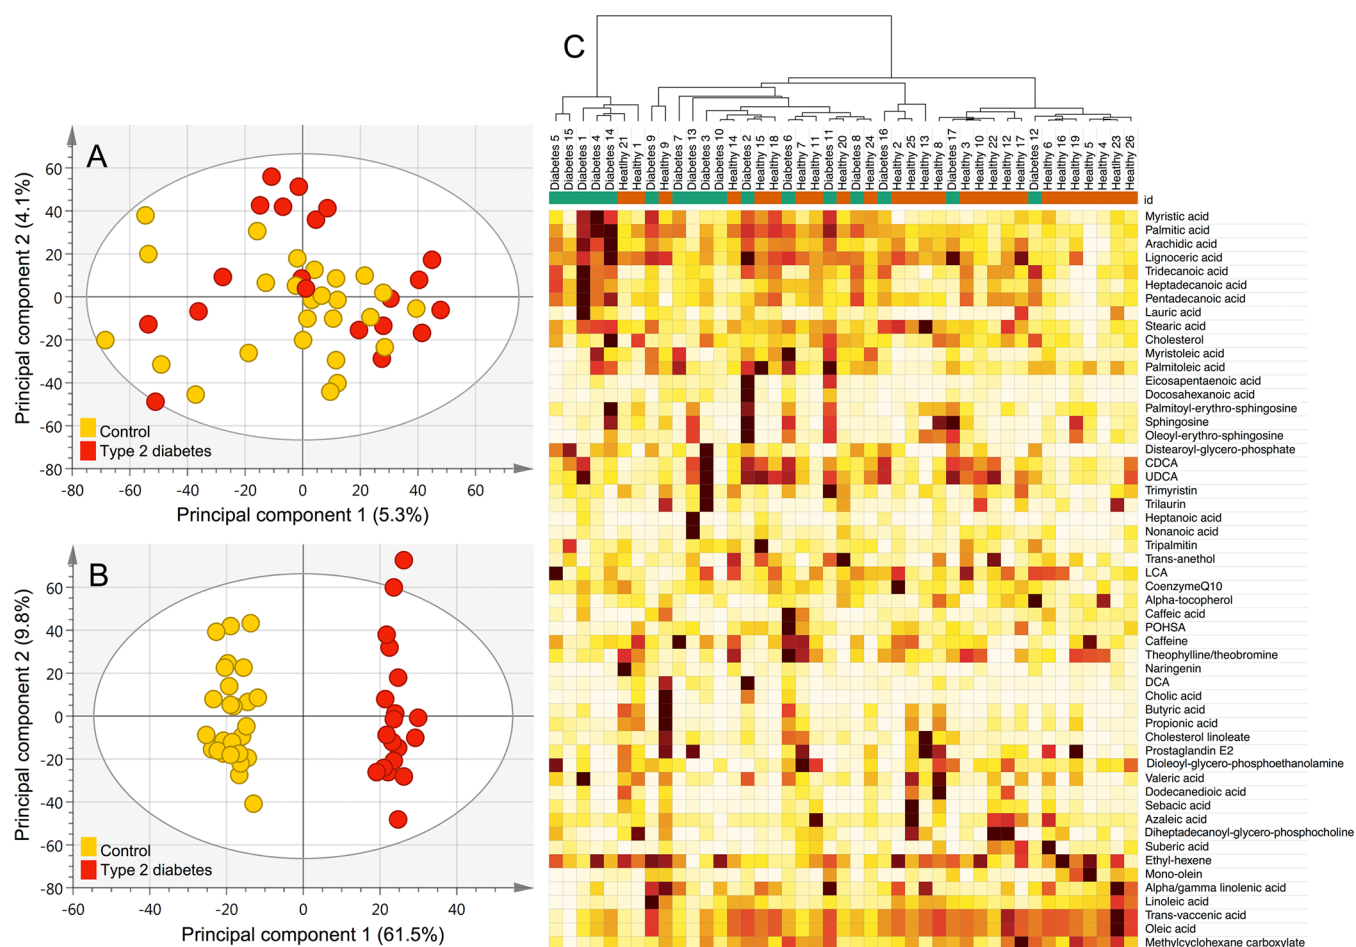 A
Principal component 2 (4.1%)
60
40
20
0
-20
-40
-60
-80
Control
Type 2 diabetes
-80 -60 -40 -20 0 20 40 60
Principal component 1 (5.3%)
B
Principal component 2 (9.8%)
60
40
20
0
-20
-40
-60
-80
Control
Type 2 diabetes
-60 -40 -20 0 20 40
Principal component 1 (61.5%)
C
Diabetes 5
Diabetes 15
Diabetes 1
Diabetes 4
Diabetes 14
Healthy 21
Healthy 1
Diabetes 9
Healthy 9
Diabetes 7
Diabetes 13
Diabetes 3
Diabetes 10
Healthy 14
Diabetes 2
Healthy 15
Healthy 18
Diabetes 6
Healthy 7
Healthy 11
Diabetes 11
Healthy 20
Diabetes 8
Healthy 24
Diabetes 16
Healthy 2
Healthy 25
Healthy 13
Healthy 8
Diabetes 17
Healthy 3
Healthy 10
Healthy 22
Healthy 12
Healthy 17
Diabetes 12
Healthy 6
Healthy 16
Healthy 19
Healthy 5
Healthy 4
Healthy 23
Healthy 26
id
Myristic acid
Palmitic acid
Arachidic acid
Lignoceric acid
Tridecanoic acid
Heptadecanoic acid
Pentadecanoic acid
Lauric acid
Stearic acid
Cholesterol
Myristoleic acid
Palmitoleic acid
Eicosapentaenoic acid
Docosahexanoic acid
Palmitoyl-erythro-sphingosine
Sphingosine
Oleoyl-erythro-sphingosine
Distearoyl-glycero-phosphate
CDCA
UDCA
Trimyristin
Trilaurin
Heptanoic acid
Nonanoic acid
Tripalmitin
Trans-anethol
LCA
CoenzymeQ10
Alpha-tocopherol
Caffeic acid
POHSA
Caffeine
Theophylline/theobromine
Naringenin
DCA
Cholic acid
Butyric acid
Propionic acid
Cholesterol linoleate
Prostaglandin E2
Dioleoyl-glycero-phosphoethanolamine
Valeric acid
Dodecanedioic acid
Sebacic acid
Azaleic acid
Diheptadecanoyl-glycero-phosphocholine
Suberic acid
Ethyl-hexene
Mono-olein
Alpha/gamma linolenic acid
Linoleic acid
Trans-vaccenic acid
Oleic acid
Methylcyclohexane carboxylate